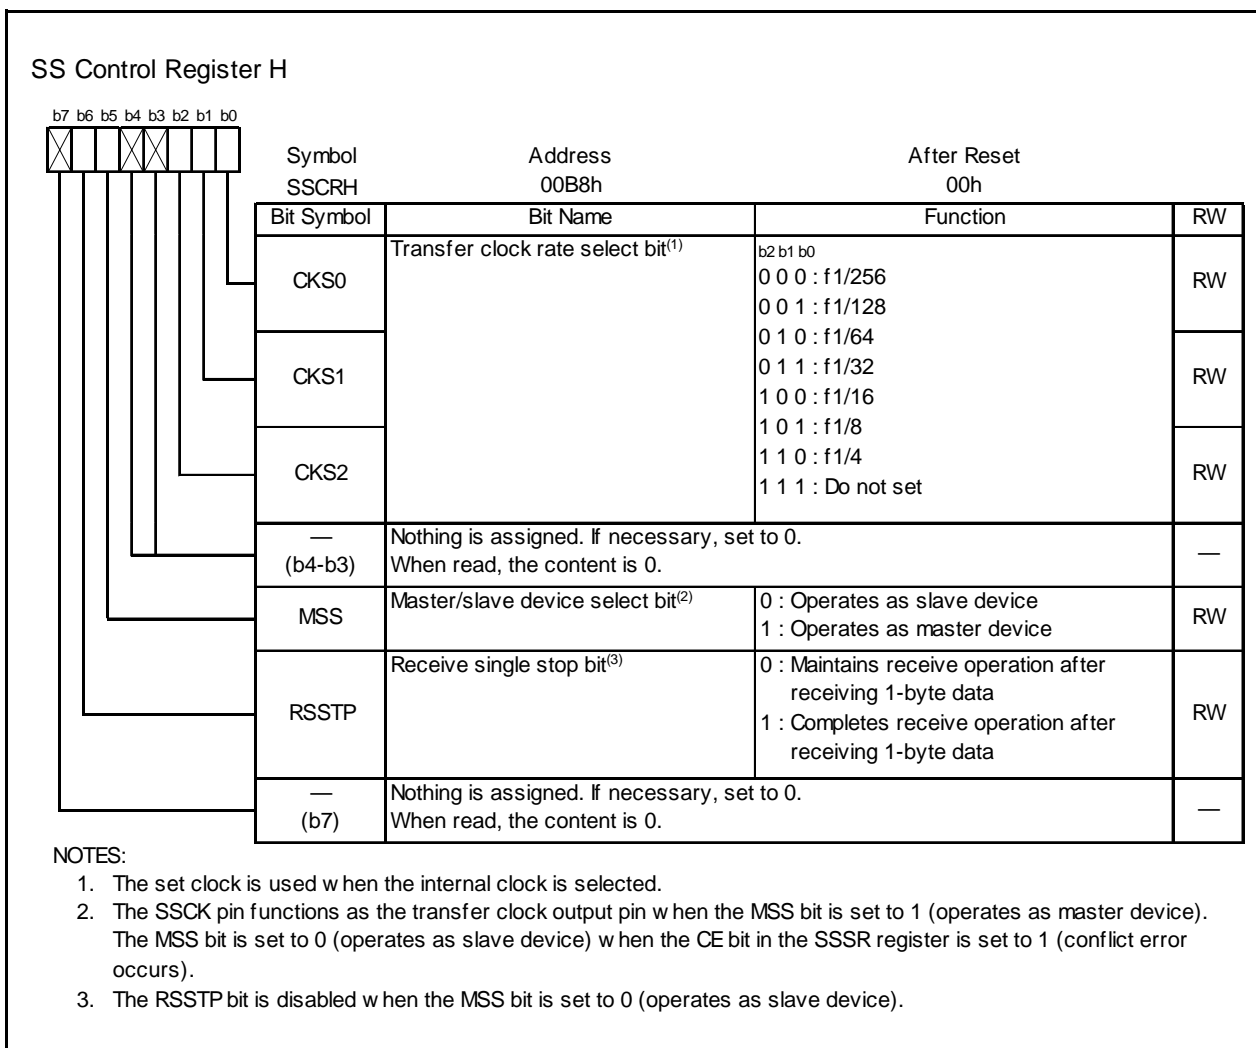 SS Control Register H
b7 b6 b5 b4 b3 b2 b1 b0
Symbol Address After Reset
SSCRH 00B8h 00h
Bit Symbol Bit Name Function RW
CKS0 Transfer clock rate select bit(1) b2 b1 b0 RW
0 0 0 : f1/256
0 0 1 : f1/128
0 1 0 : f1/64
CKS1 0 1 1 : f1/32 RW
1 0 0 : f1/16
1 0 1 : f1/8
1 1 0 : f1/4
CKS2 1 1 1 : Do not set RW
— Nothing is assigned. If necessary, set to 0. —
(b4-b3) When read, the content is 0.
MSS Master/slave device select bit(2) 0 : Operates as slave device RW
1 : Operates as master device
RSSTP Receive single stop bit(3) 0 : Maintains receive operation after RW
receiving 1-byte data
1 : Completes receive operation after
receiving 1-byte data
— Nothing is assigned. If necessary, set to 0. —
(b7) When read, the content is 0.
NOTES:
1. The set clock is used when the internal clock is selected.
2. The SSCK pin functions as the transfer clock output pin when the MSS bit is set to 1 (operates as master device).
The MSS bit is set to 0 (operates as slave device) when the CE bit in the SSSR register is set to 1 (conflict error
occurs).
3. The RSSTP bit is disabled when the MSS bit is set to 0 (operates as slave device).